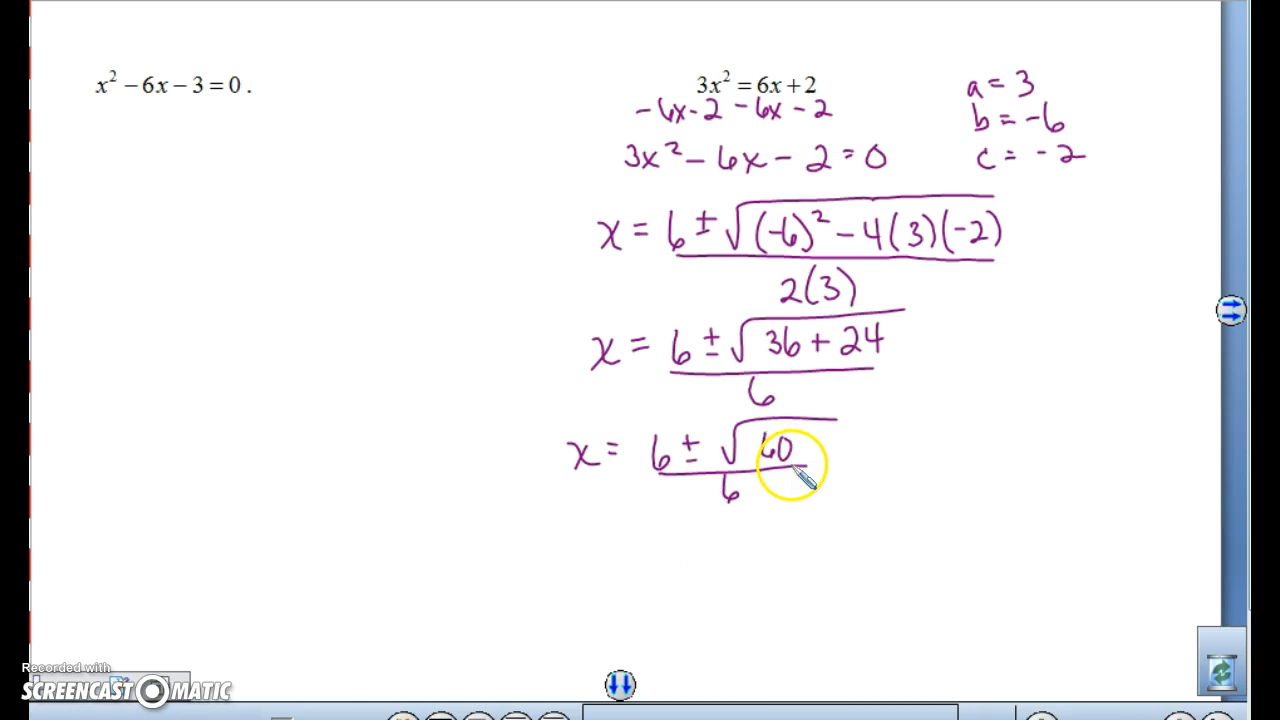 x² − 6x − 3 = 0 .
3x² = 6x + 2
− 6x - 2 − 6x − 2
3x² − 6x − 2 = 0
a = 3
b = -6
c = -2
x = 6 ± √(-6)² − 4(3)(-2)
2(3)
x = 6 ± √36 + 24
6
x = 6 ± √60
6
Recorded with
SCREENCAST MATIC